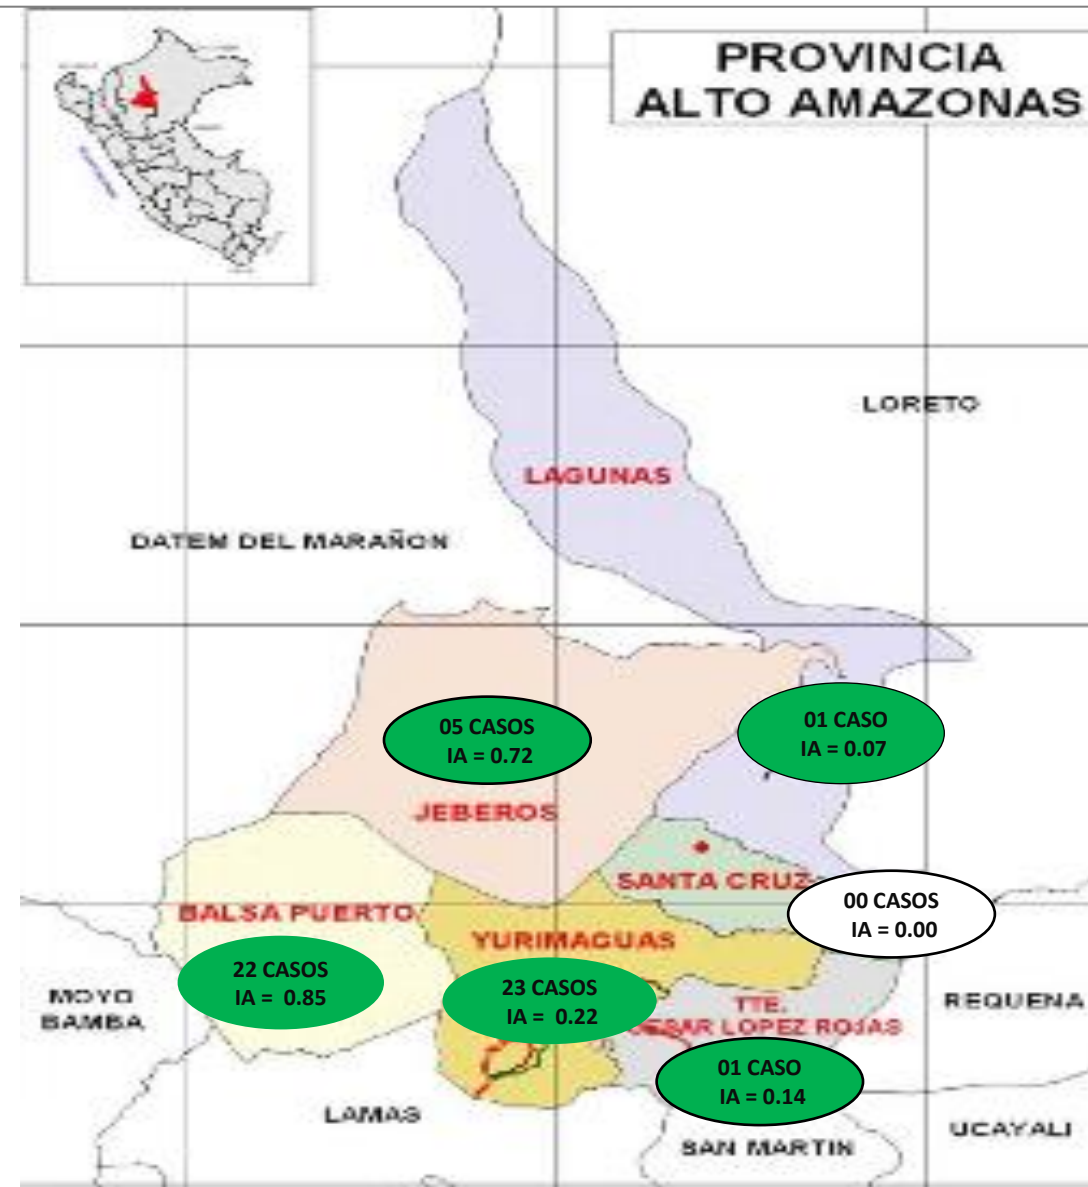 PROVINCIA
ALTO AMAZONAS
LORETO
LAGUNAS
DATEM DEL MARAÑON
05 CASOS
IA = 0.72
01 CASO
IA = 0.07
JEBEROS
SANTA CRUZ
00 CASOS
IA = 0.00
BALSA PUERTO
YURIMAGUAS
22 CASOS
IA = 0.85
23 CASOS
IA = 0.22
MOYO
BAMBA
TTE.
ESAR LOPEZ ROJAS
REQUENA
01 CASO
IA = 0.14
LAMAS
SAN MARTIN
UCAYALI